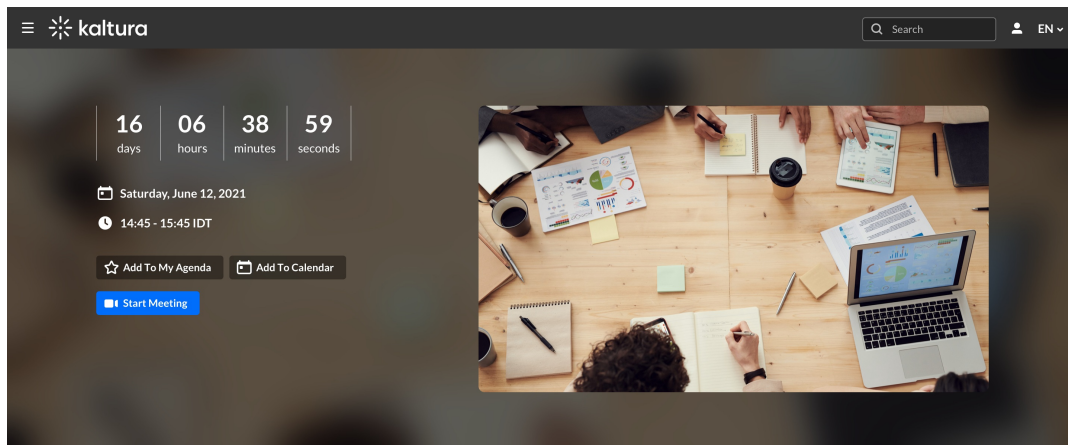 kaltura
Search
EN
16 06 38 59
days hours minutes seconds
Saturday, June 12, 2021
14:45 - 15:45 IDT
Add To My Agenda Add To Calendar
Start Meeting